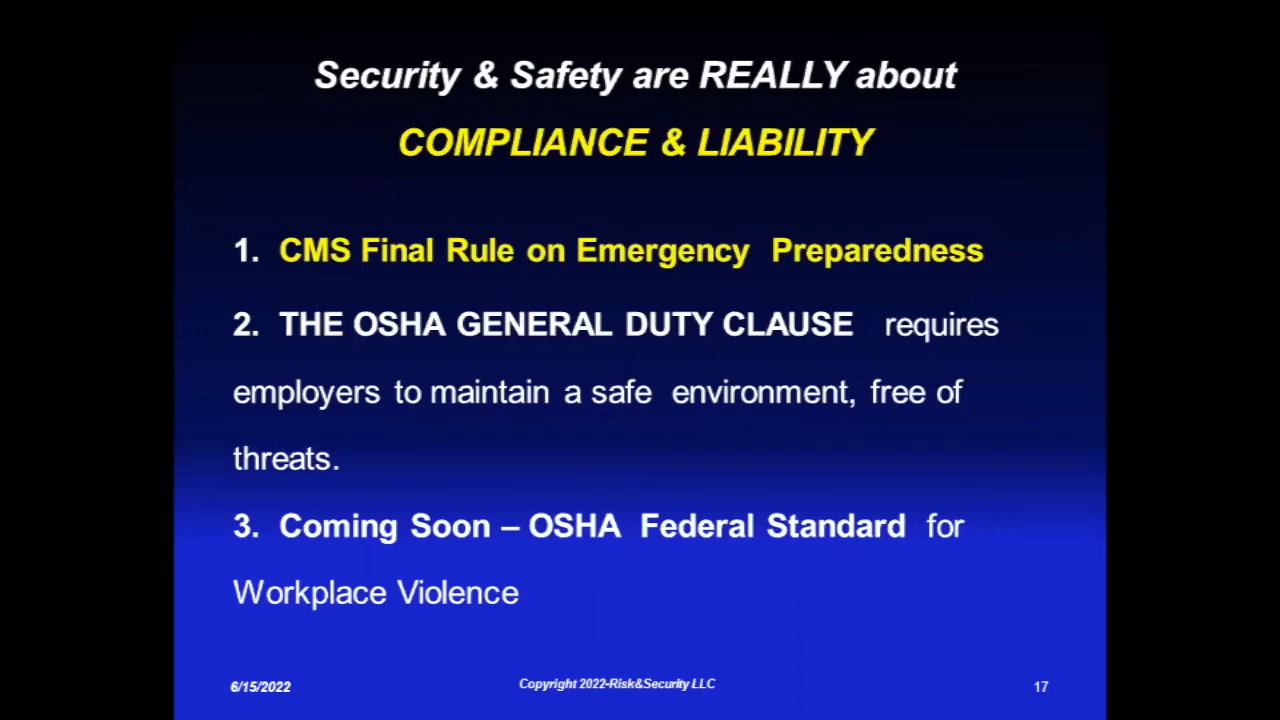 Security & Safety are REALLY about
COMPLIANCE & LIABILITY
1. CMS Final Rule on Emergency Preparedness
2. THE OSHA GENERAL DUTY CLAUSE requires
employers to maintain a safe environment, free of
threats.
3. Coming Soon – OSHA Federal Standard for
Workplace Violence
6/15/2022
Copyright 2022-Risk&Security LLC
17